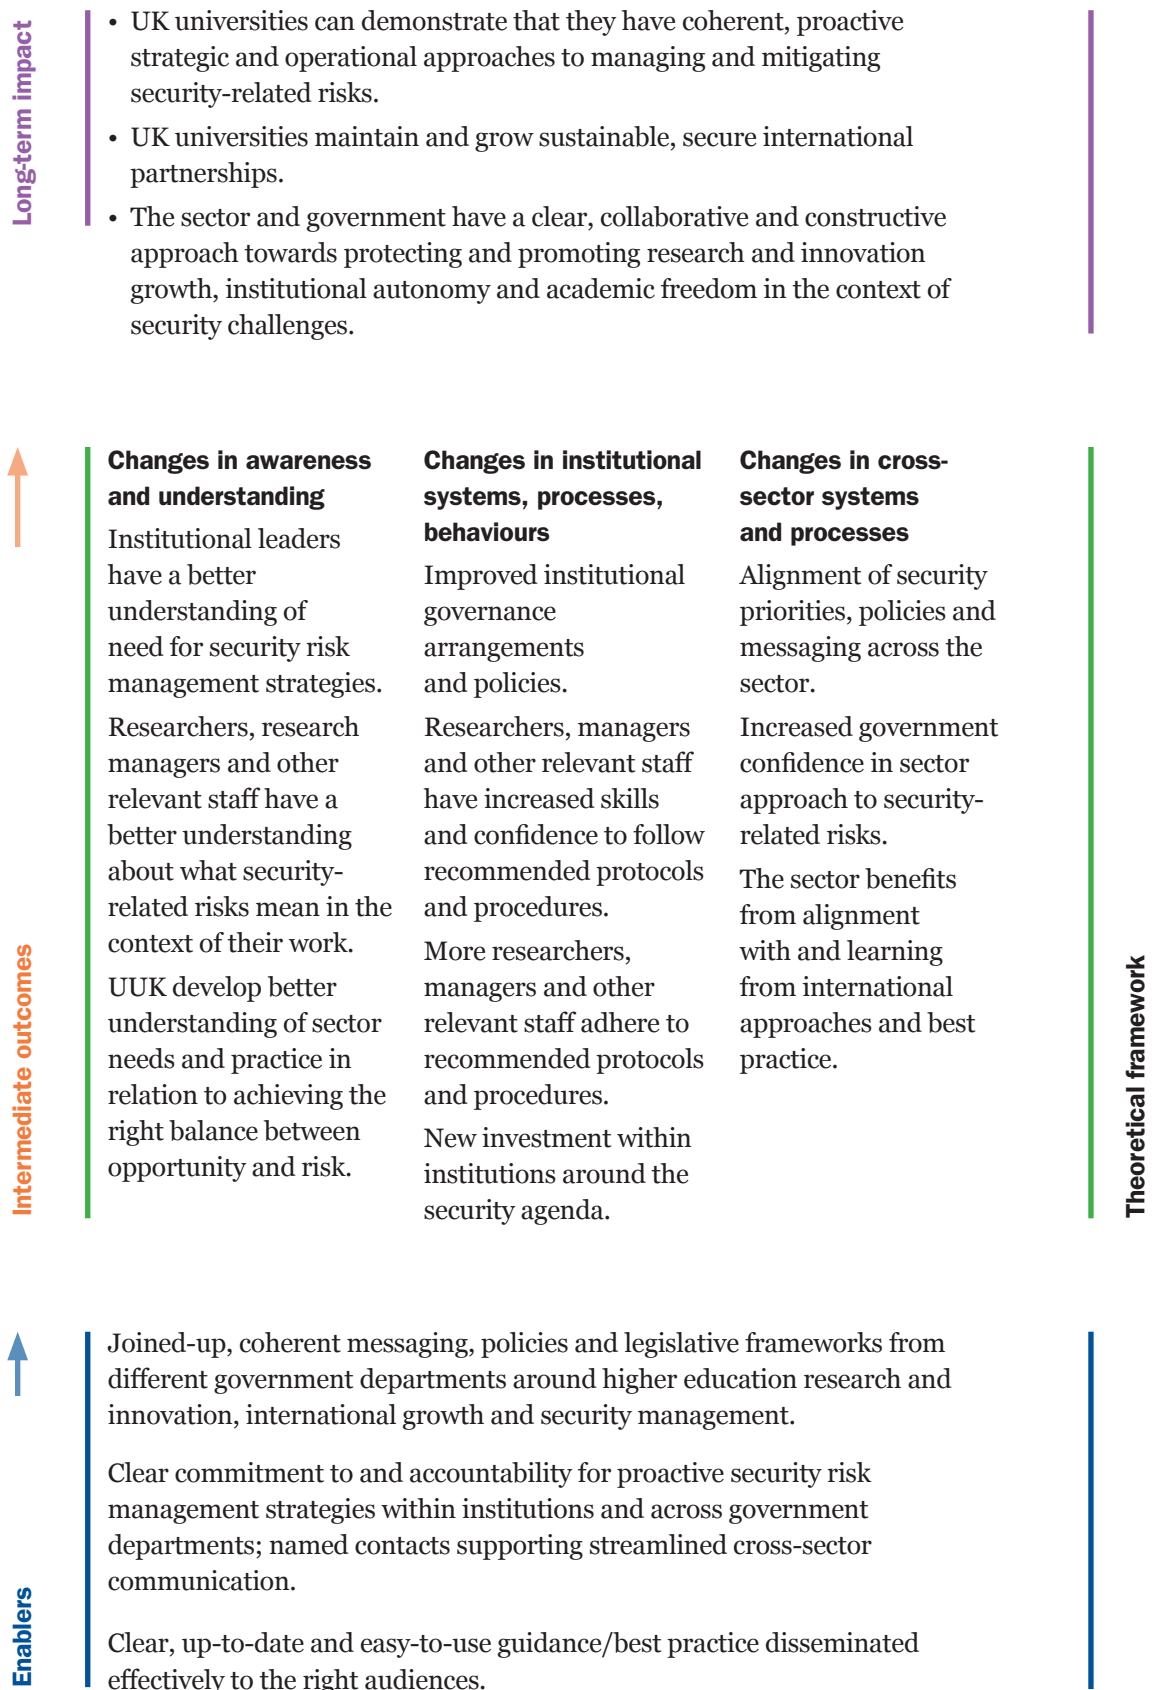 Long-term impact
• UK universities can demonstrate that they have coherent, proactive
strategic and operational approaches to managing and mitigating
security-related risks.
• UK universities maintain and grow sustainable, secure international
partnerships.
• The sector and government have a clear, collaborative and constructive
approach towards protecting and promoting research and innovation
growth, institutional autonomy and academic freedom in the context of
security challenges.
Intermediate outcomes
Changes in awareness
and understanding
Institutional leaders
have a better
understanding of
need for security risk
management strategies.
Researchers, research
managers and other
relevant staff have a
better understanding
about what security-
related risks mean in the
context of their work.
UUK develop better
understanding of sector
needs and practice in
relation to achieving the
right balance between
opportunity and risk.
Changes in institutional
systems, processes,
behaviours
Improved institutional
governance
arrangements
and policies.
Researchers, managers
and other relevant staff
have increased skills
and confidence to follow
recommended protocols
and procedures.
More researchers,
managers and other
relevant staff adhere to
recommended protocols
and procedures.
New investment within
institutions around the
security agenda.
Changes in cross-
sector systems
and processes
Alignment of security
priorities, policies and
messaging across the
sector.
Increased government
confidence in sector
approach to security-
related risks.
The sector benefits
from alignment
with and learning
from international
approaches and best
practice.
Theoretical framework
Enablers
Joined-up, coherent messaging, policies and legislative frameworks from
different government departments around higher education research and
innovation, international growth and security management.
Clear commitment to and accountability for proactive security risk
management strategies within institutions and across government
departments; named contacts supporting streamlined cross-sector
communication.
Clear, up-to-date and easy-to-use guidance/best practice disseminated
effectively to the right audiences.